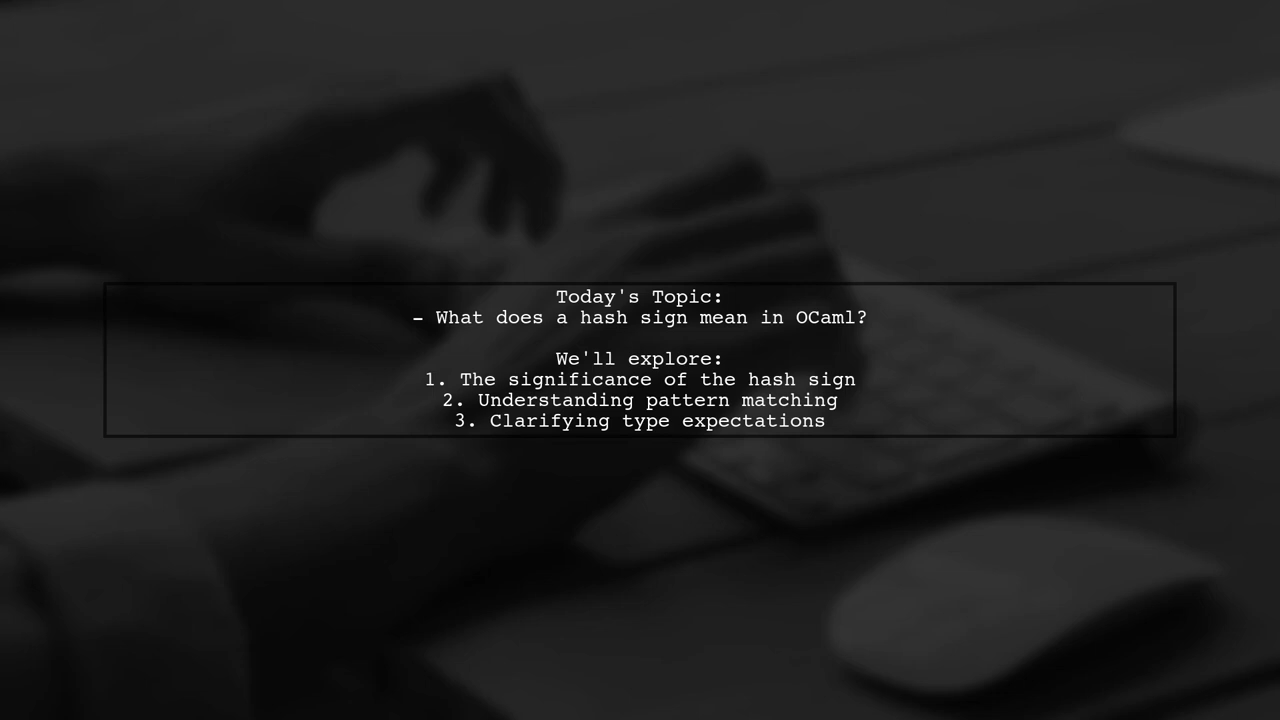 Today's Topic:
- What does a hash sign mean in OCaml?
We'll explore:
1. The significance of the hash sign
2. Understanding pattern matching
3. Clarifying type expectations